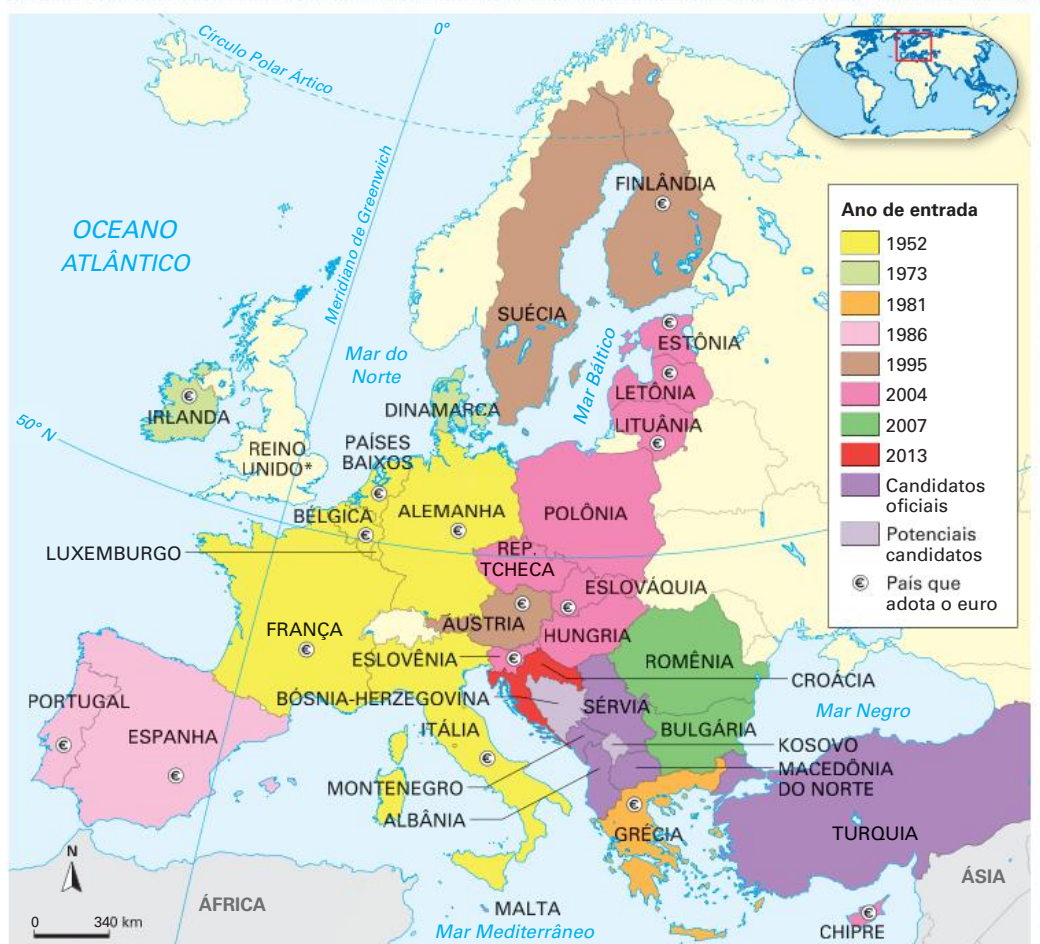 Círculo Polar Ártico
0°
Meridiano de Greenwich
OCEANO
ATLÂNTICO
FINLÂNDIA
€
SUÉCIA
Mar do
Norte
Mar Báltico
€
ESTÔNIA
€
LETÔNIA
LITUÂNIA
€
€
IRLANDA
DINAMARCA
50° N
REINO
UNIDO*
PAÍSES
BAIXOS
€
BÉLGICA
€
ALEMANHA
€
POLÔNIA
LUXEMBURGO
REP.
TCHECA
ESLOVÁQUIA
€
ÁUSTRIA
€
HUNGRIA
FRANÇA
€
ESLOVÊNIA
€
ROMÊNIA
CROÁCIA
BÓSNIA-HERZEGOVINA
SÉRVIA
Mar Negro
PORTUGAL
€
ESPANHA
€
ITÁLIA
€
BULGÁRIA
KOSOVO
MONTENEGRO
MACEDÔNIA
DO NORTE
ALBÂNIA
€
GRÉCIA
TURQUIA
N
0 340 km
ÁFRICA
ÁSIA
MALTA
Mar Mediterrâneo
€
CHIPRE
Ano de entrada
1952
1973
1981
1986
1995
2004
2007
2013
Candidatos
oficiais
Potenciais
candidatos
€ País que
adota o euro